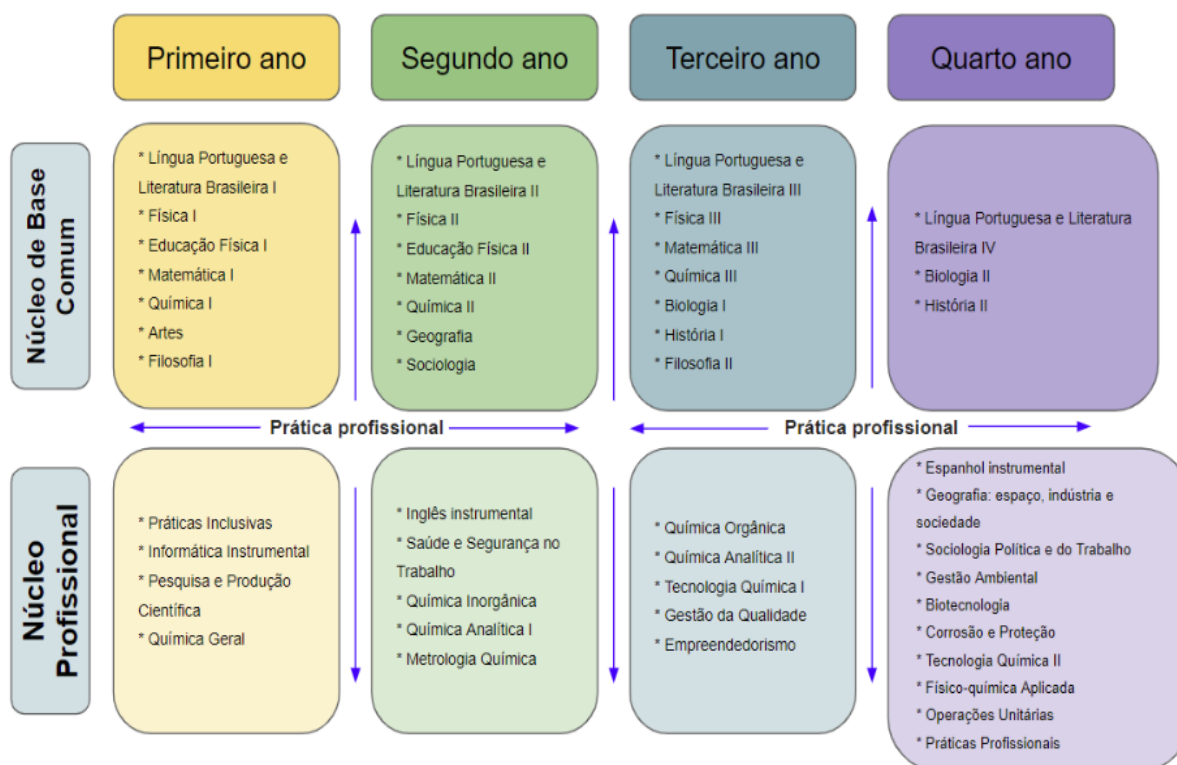 Primeiro ano
Segundo ano
Terceiro ano
Quarto ano
Núcleo de Base
Comum
* Língua Portuguesa e
Literatura Brasileira I
* Física I
* Educação Física I
* Matemática I
* Química I
* Artes
* Filosofia I
* Língua Portuguesa e
Literatura Brasileira II
* Física II
* Educação Física II
* Matemática II
* Química II
* Geografia
* Sociologia
* Língua Portuguesa e
Literatura Brasileira III
* Física III
* Matemática III
* Química III
* Biologia I
* História I
* Filosofia II
* Língua Portuguesa e Literatura
Brasileira IV
* Biologia II
* História II
Prática profissional
Prática profissional
Núcleo
Profissional
* Práticas Inclusivas
* Informática Instrumental
* Pesquisa e Produção
Científica
* Química Geral
* Inglês instrumental
* Saúde e Segurança no
Trabalho
* Química Inorgânica
* Química Analítica I
* Metrologia Química
* Química Orgânica
* Química Analítica II
* Tecnologia Química I
* Gestão da Qualidade
* Empreendedorismo
* Espanhol instrumental
* Geografia: espaço, indústria e
sociedade
* Sociologia Política e do Trabalho
* Gestão Ambiental
* Biotecnologia
* Corrosão e Proteção
* Tecnologia Química II
* Físico-química Aplicada
* Operações Unitárias
* Práticas Profissionais